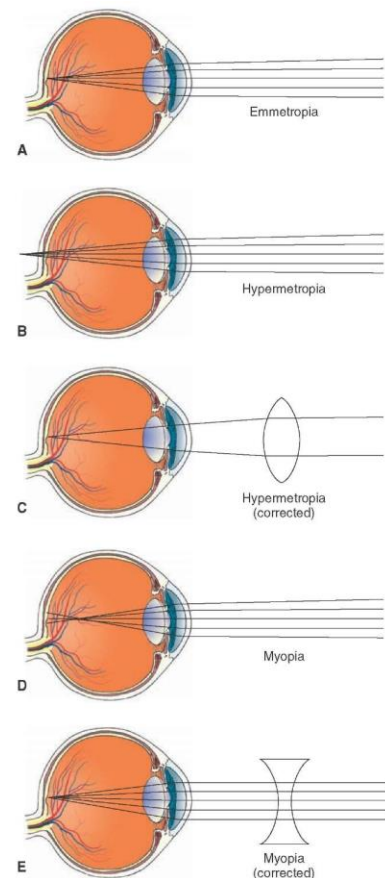 Emmetropia
A
Hypermetropia
B
Hypermetropia
(corrected)
C
Myopia
D
Myopia
(corrected)
E